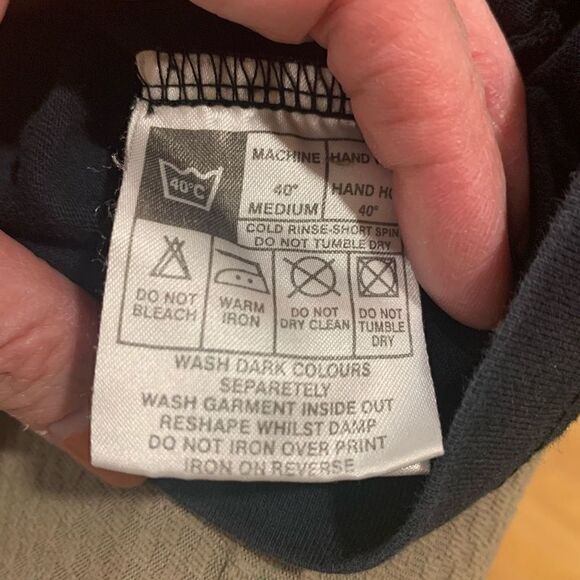 40°C
MACHINE HAND
40° HAND
MEDIUM 40°
COLD RINSE-SHORT SPIN
DO NOT TUMBLE DRY
DO NOT
BLEACH
WARM
IRON
DO NOT
DRY CLEAN
DO NOT
TUMBLE
DRY
WASH DARK COLOURS
SEPARETELY
WASH GARMENT INSIDE OUT
RESHAPE WHILST DAMP
DO NOT IRON OVER PRINT
IRON ON REVERSE